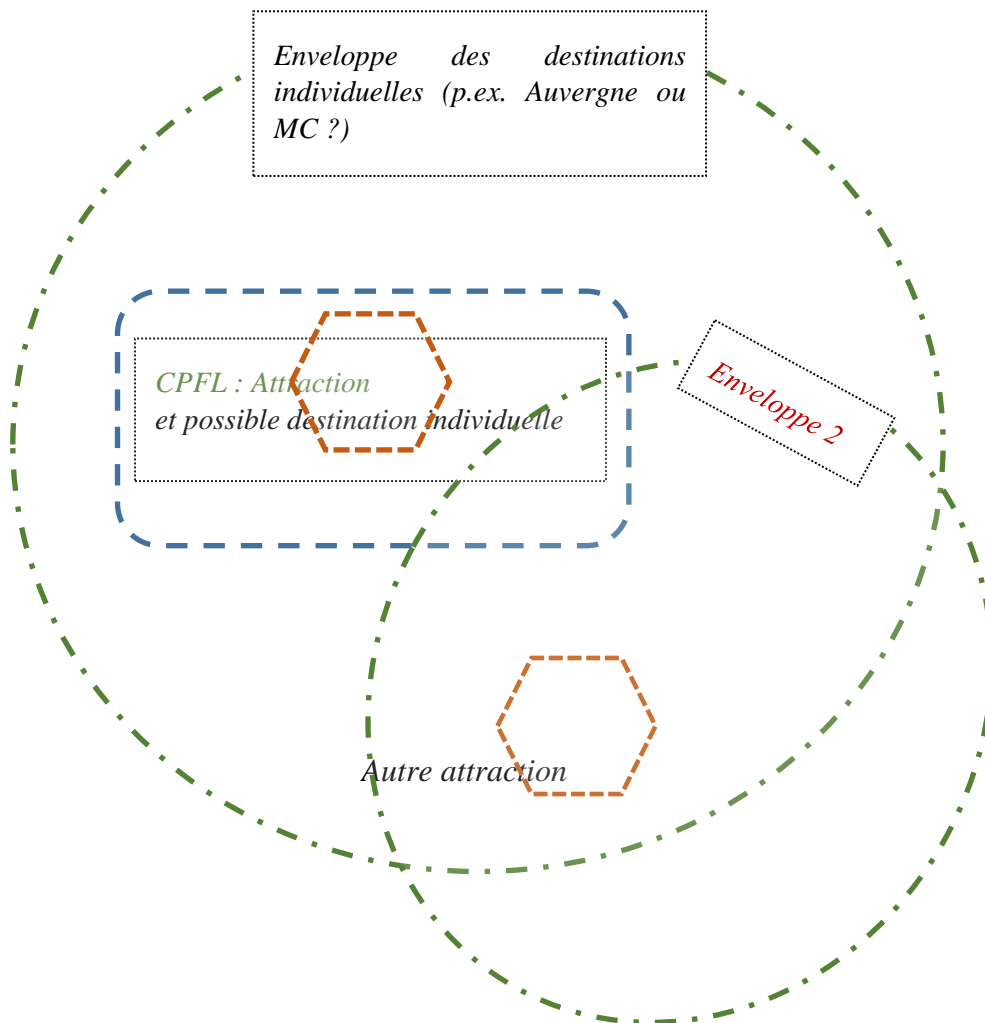 Enveloppe des destinations
individuelles (p.ex. Auvergne ou
MC ?)
CPFL : Attraction
et possible destination individuelle
Enveloppe 2
Autre attraction